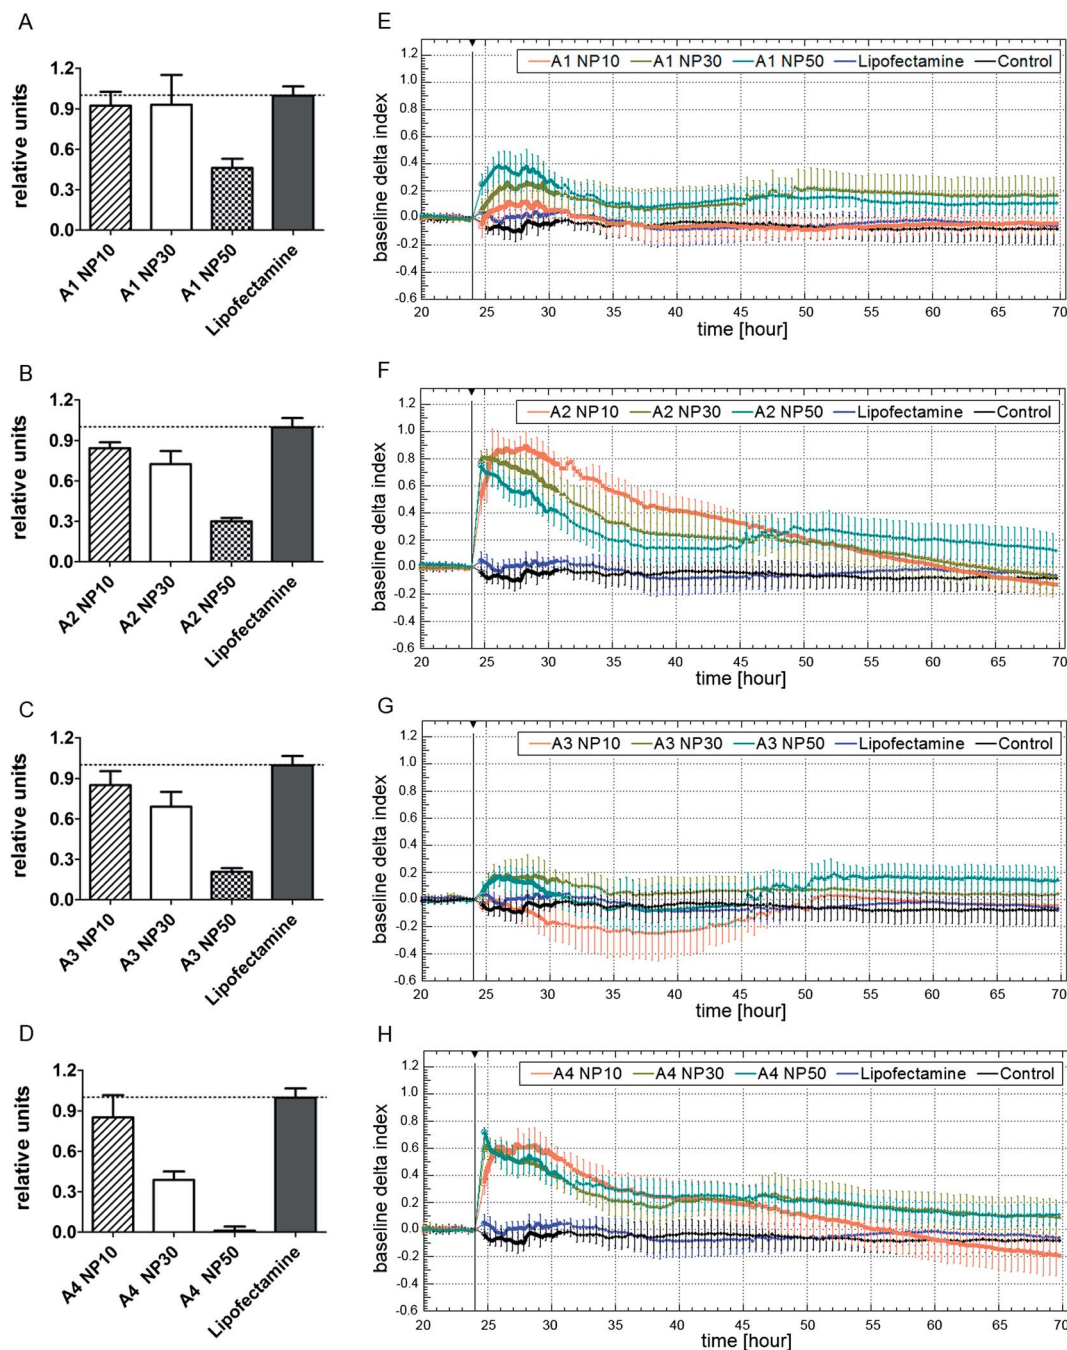 A
relative units
1.2
0.9
0.6
0.3
0.0
A1 NP10
A1 NP30
A1 NP50
Lipofectamine
E
baseline delta index
1.2
1.0
0.8
0.6
0.4
0.2
0.0
-0.2
-0.4
-0.6
A1 NP10 A1 NP30 A1 NP50 Lipofectamine Control
20 25 30 35 40 45 50 55 60 65 70
time [hour]
B
relative units
1.2
0.9
0.6
0.3
0.0
A2 NP10
A2 NP30
A2 NP50
Lipofectamine
F
baseline delta index
1.2
1.0
0.8
0.6
0.4
0.2
0.0
-0.2
-0.4
-0.6
A2 NP10 A2 NP30 A2 NP50 Lipofectamine Control
20 25 30 35 40 45 50 55 60 65 70
time [hour]
C
relative units
1.2
0.9
0.6
0.3
0.0
A3 NP10
A3 NP30
A3 NP50
Lipofectamine
G
baseline delta index
1.2
1.0
0.8
0.6
0.4
0.2
0.0
-0.2
-0.4
-0.6
A3 NP10 A3 NP30 A3 NP50 Lipofectamine Control
20 25 30 35 40 45 50 55 60 65 70
time [hour]
D
relative units
1.2
0.9
0.6
0.3
0.0
A4 NP10
A4 NP30
A4 NP50
Lipofectamine
H
baseline delta index
1.2
1.0
0.8
0.6
0.4
0.2
0.0
-0.2
-0.4
-0.6
A4 NP10 A4 NP30 A4 NP50 Lipofectamine Control
20 25 30 35 40 45 50 55 60 65 70
time [hour]